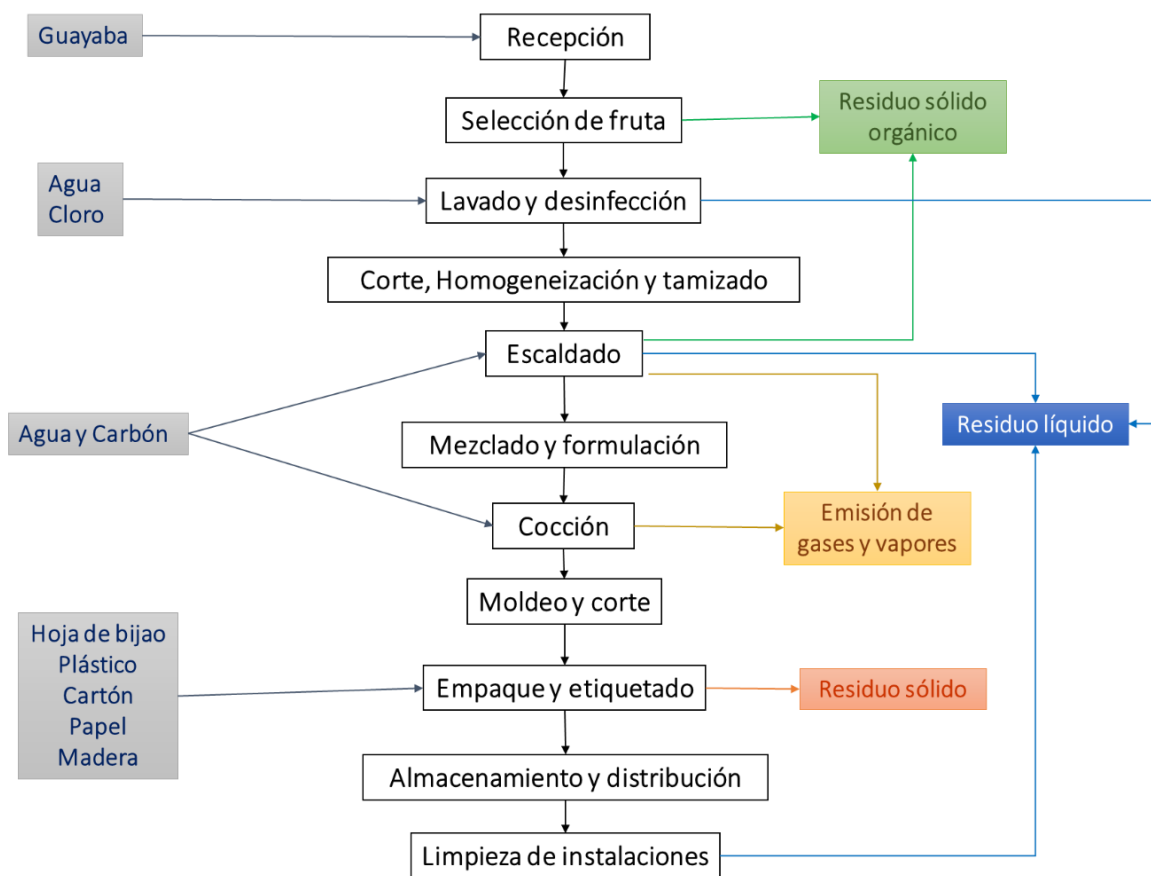 Guayaba
Recepción
Selección de fruta
Residuo sólido
orgánico
Agua
Cloro
Lavado y desinfección
Corte, Homogeneización y tamizado
Escaldado
Agua y Carbón
Residuo líquido
Mezclado y formulación
Cocción
Emisión de
gases y vapores
Moldeo y corte
Hoja de bijao
Plástico
Cartón
Papel
Madera
Empaque y etiquetado
Residuo sólido
Almacenamiento y distribución
Limpieza de instalaciones